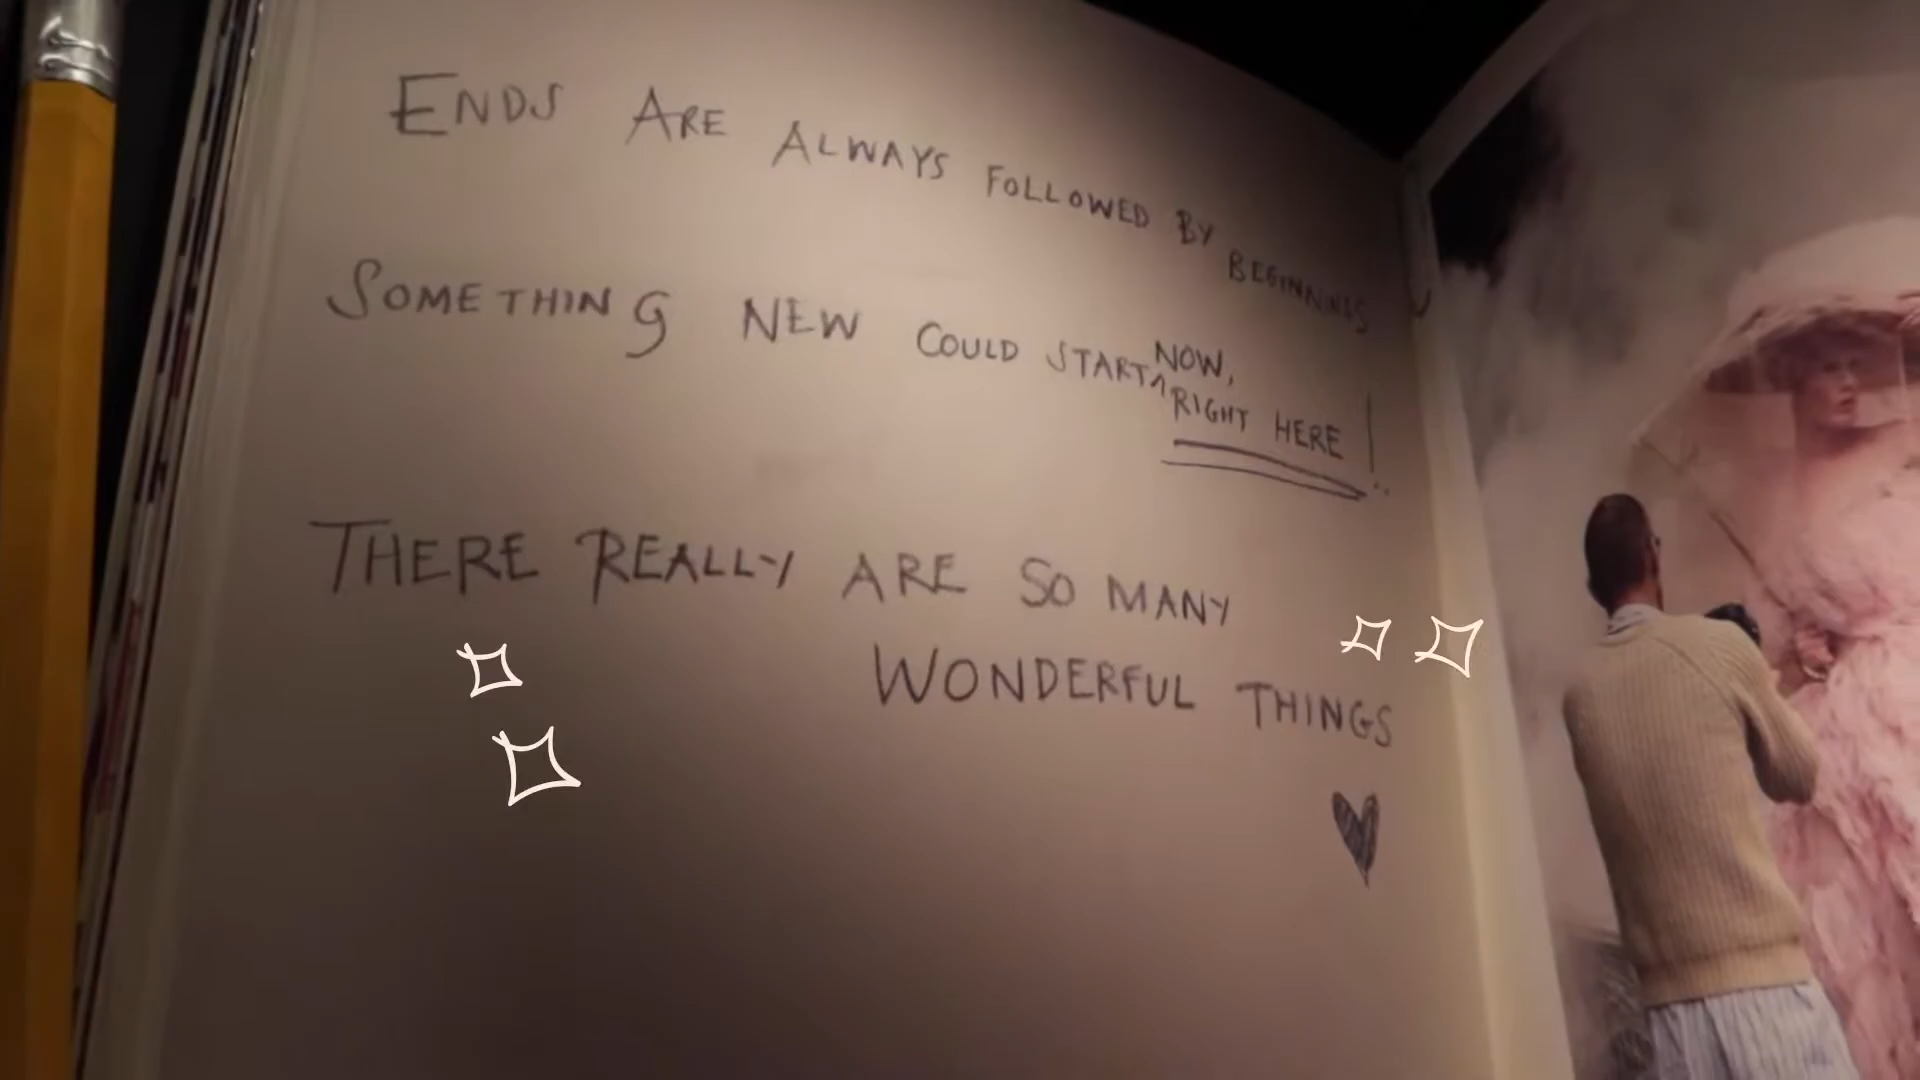 ENDS ARE ALWAYS FOLLOWED BY BEGINNINGS
SOMETHING NEW COULD START NOW,
RIGHT HERE!
THERE REALLY ARE SO MANY
WONDERFUL THINGS